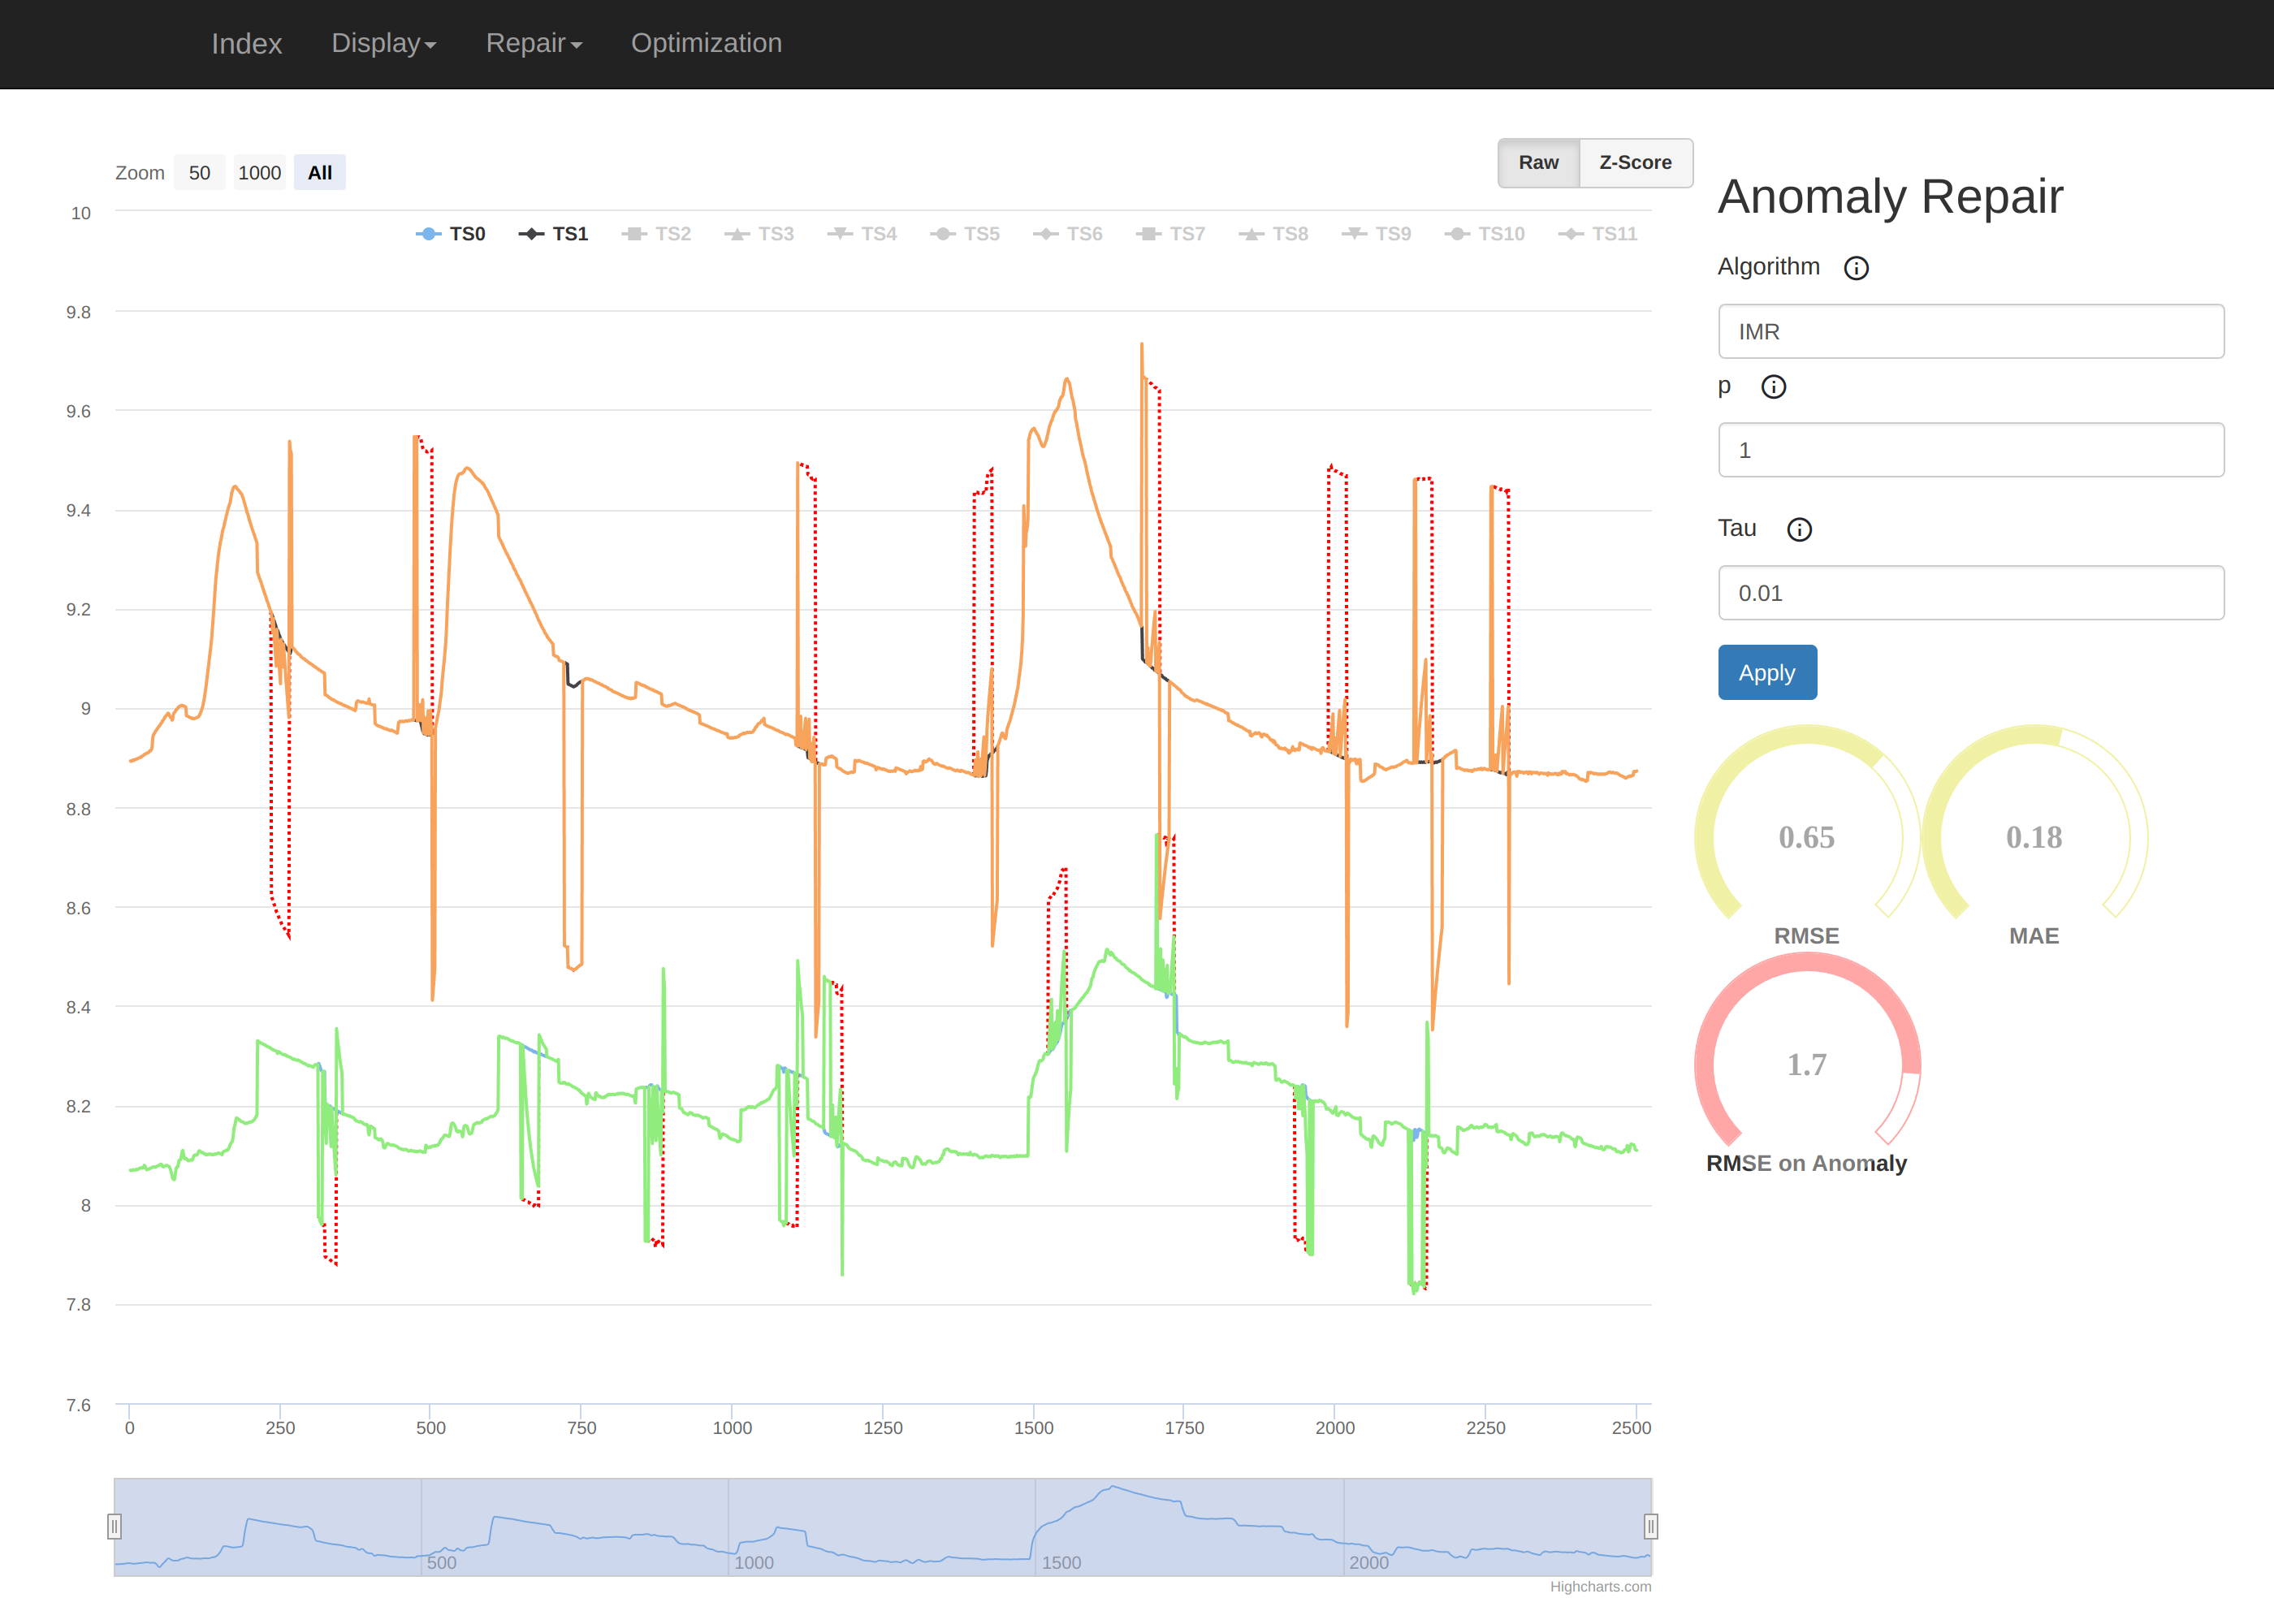 Index Display Repair Optimization
Zoom 50 1000 All
Raw Z-Score
TS0 TS1 TS2 TS3 TS4 TS5 TS6 TS7 TS8 TS9 TS10 TS11
10
9.8
9.6
9.4
9.2
9
8.8
8.6
8.4
8.2
8
7.8
7.6
0 250 500 750 1000 1250 1500 1750 2000 2250 2500
500 1000 1500 2000
Highcharts.com
Anomaly Repair
Algorithm
IMR
p
1
Tau
0.01
Apply
0.65
RMSE
0.18
MAE
1.7
RMSE on Anomaly